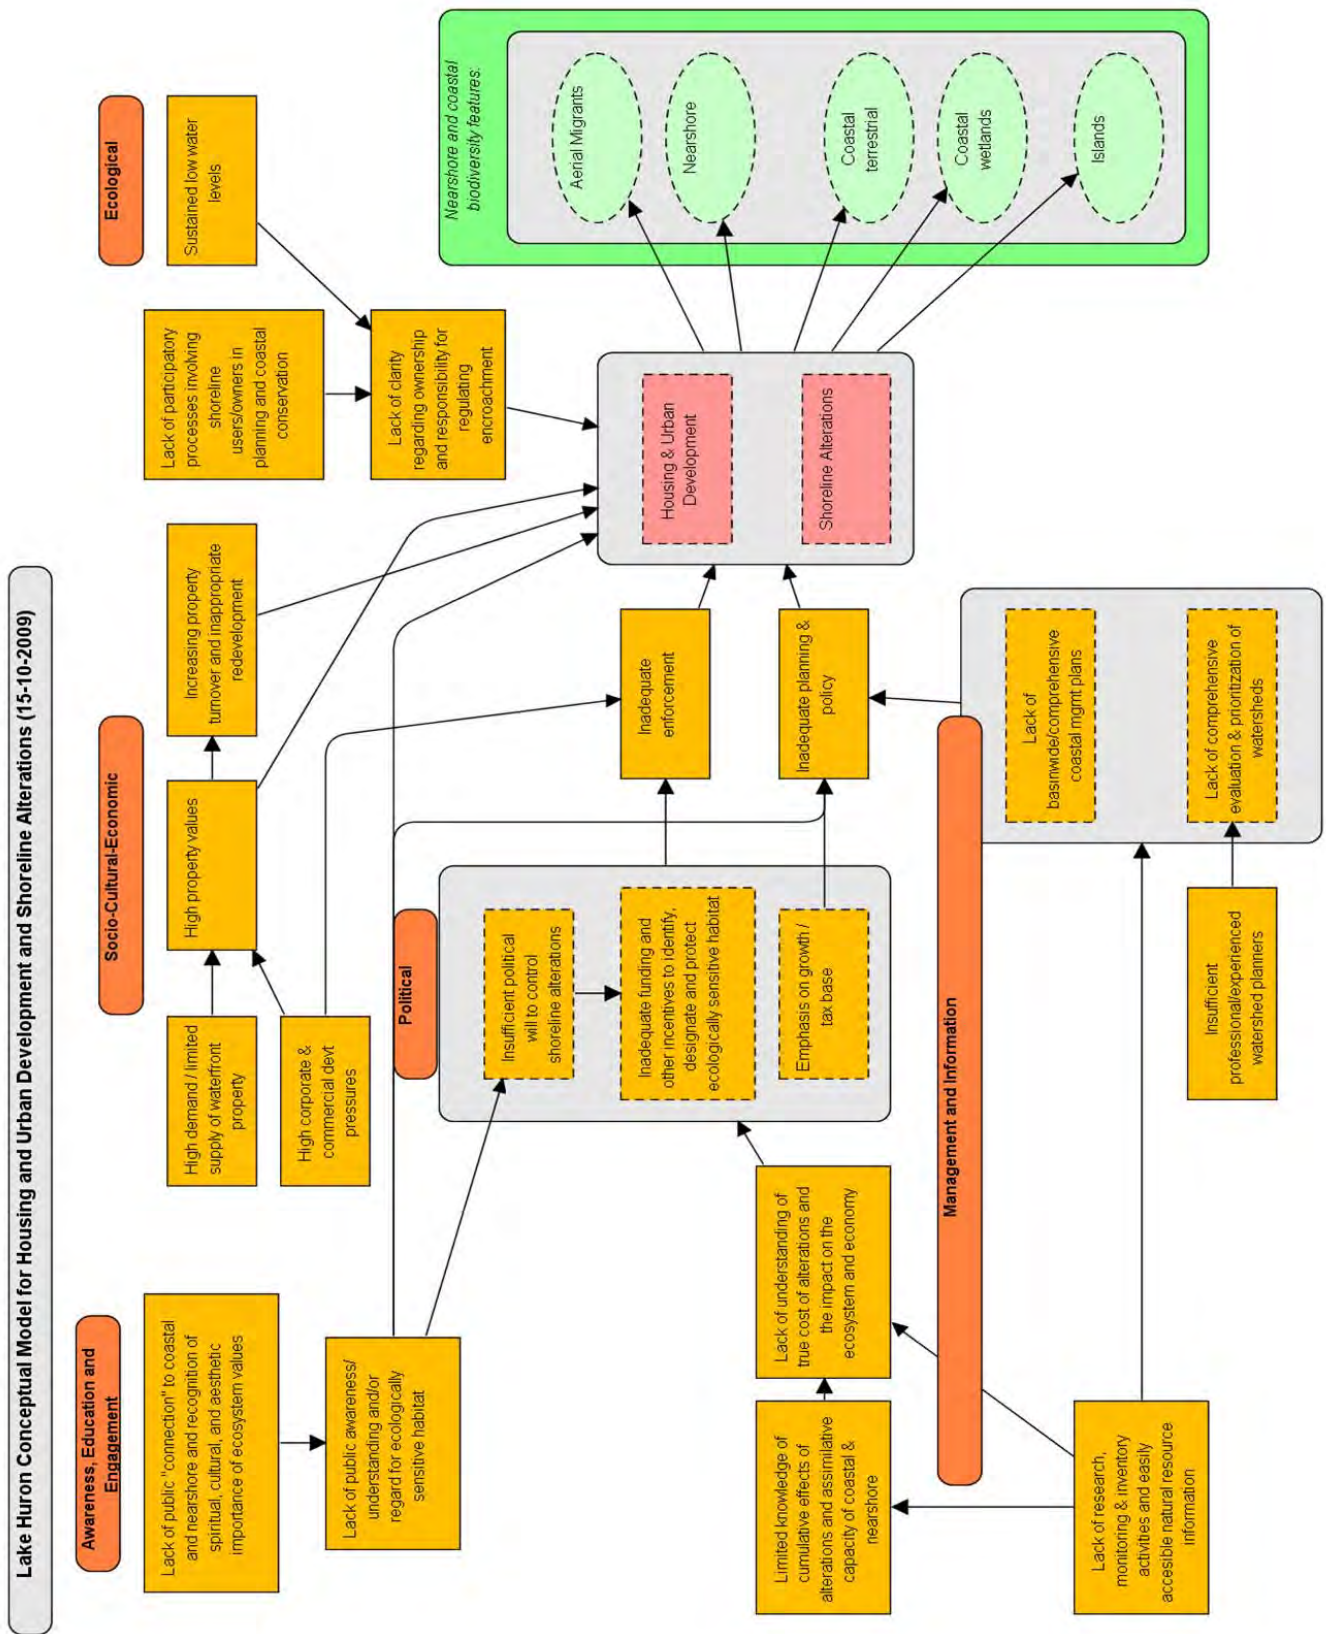 Lake Huron Conceptual Model for Housing and Urban Development and Shoreline Alterations (15-10-2009)
Awareness, Education and
Engagement
Lack of public "connection" to coastal
and nearshore and recognition of
spiritual, cultural, and aesthetic
importance of ecosystem values
Lack of public awareness/
understanding and/or
regard for ecologically
sensitive habitat
Limited knowledge of
cumulative effects of
alterations and assimilative
capacity of coastal &
nearshore
Lack of research,
monitoring & inventory
activities and easily
accesible natural resource
information
Lack of understanding of
true cost of alterations and
the impact on the
ecosystem and economy
Socio-Cultural-Economic
High demand / limited
supply of waterfront
property
High corporate &
commercial devt
pressures
High property values
Increasing property
turnover and inappropriate
redevelopment
Political
Insufficient political
will to control
shoreline alterations
Inadequate funding and
other incentives to identify,
designate and protect
ecologically sensitive habitat
Emphasis on growth /
tax base
Management and Information
Insufficient
professional/experienced
watershed planners
Lack of
basinwide/comprehensive
coastal mgmt plans
Lack of comprehensive
evaluation & prioritization of
watersheds
Inadequate
enforcement
Inadequate planning &
policy
Ecological
Lack of participatory
processes involving
shoreline
users/owners in
planning and coastal
conservation
Sustained low water
levels
Lack of clarity
regarding ownership
and responsibility for
regulating
encroachment
Housing & Urban
Development
Shoreline Alterations
Nearshore and coastal
biodiversity features:
Aerial Migrants
Nearshore
Coastal
terrestrial
Coastal
wetlands
Islands